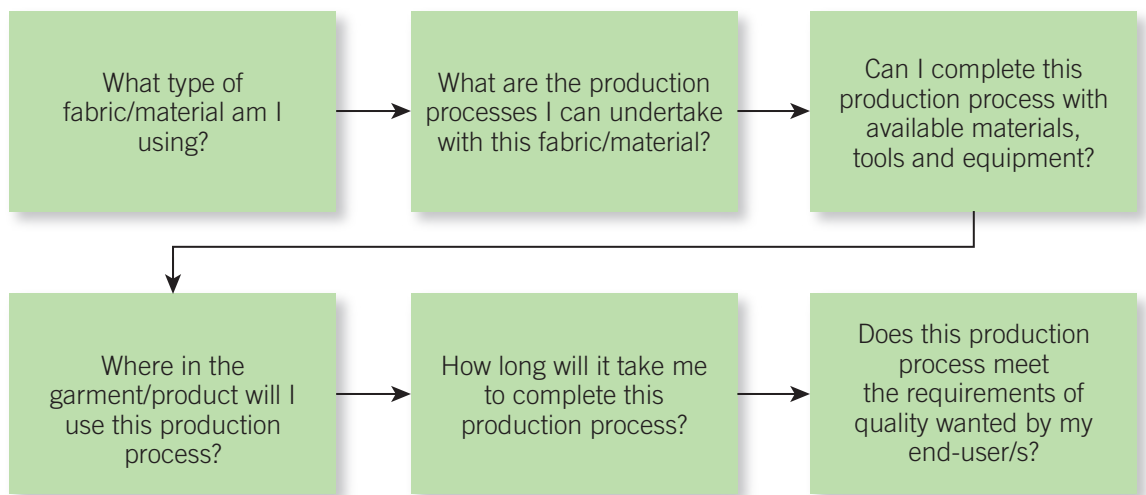 What type of
fabric/material am I
using?
What are the production
processes I can undertake
with this fabric/material?
Can I complete this
production process with
available materials,
tools and equipment?
Where in the
garment/product will I
use this production
process?
How long will it take me
to complete this
production process?
Does this production
process meet
the requirements of
quality wanted by my
end-user/s?